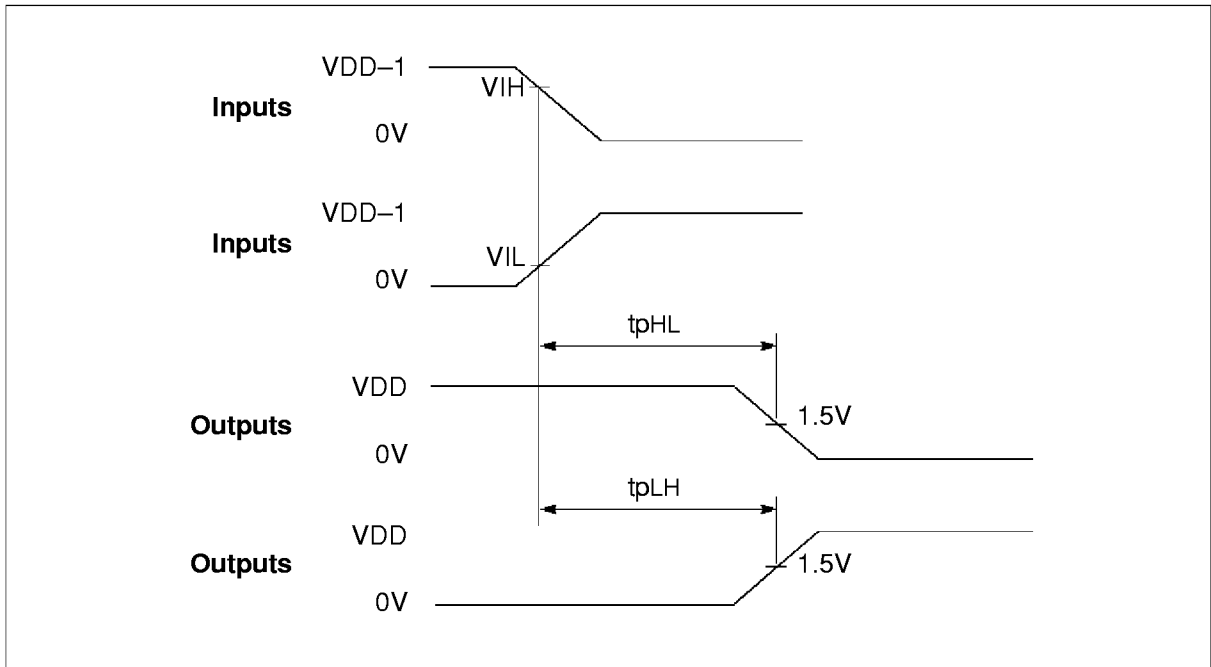 VDD–1
VIH
Inputs
0V
VDD–1
Inputs
VIL
0V
tpHL
VDD
1.5V
Outputs
0V
tpLH
VDD
Outputs
1.5V
0V